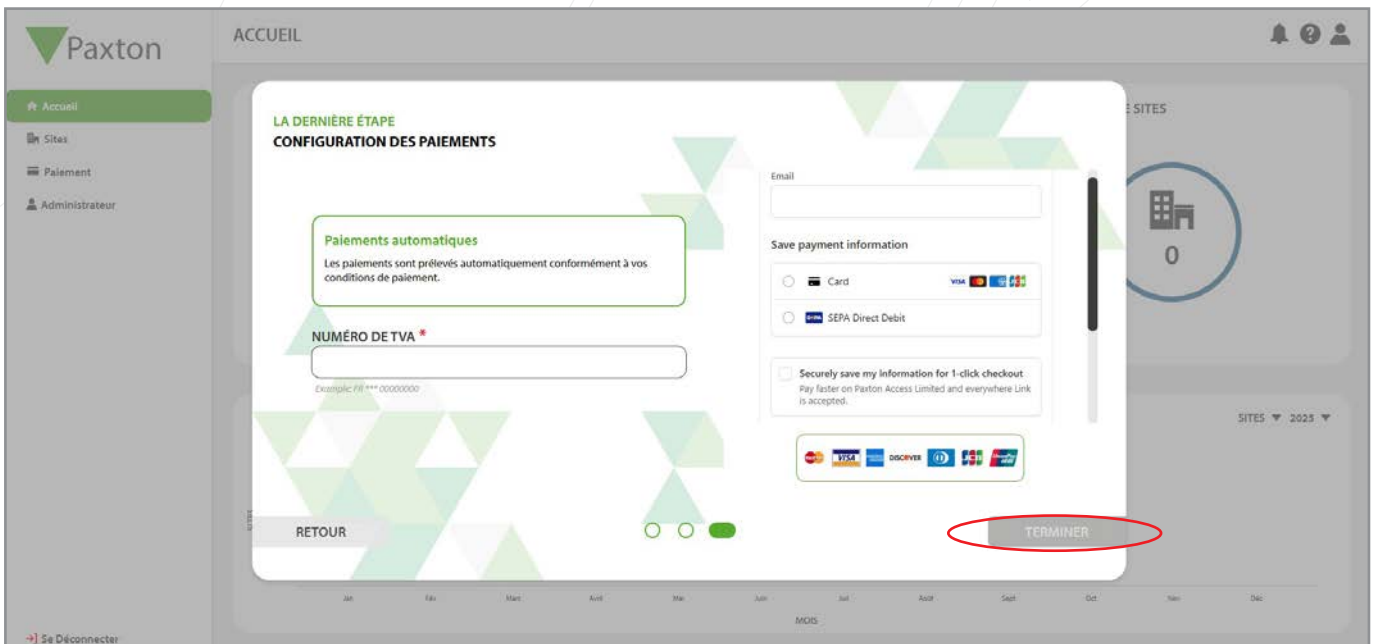 Paxton
ACCUEIL
Accueil
Sites
Paiement
Administrateur
E SITES
0
LA DERNIÈRE ÉTAPE
CONFIGURATION DES PAIEMENTS
Paiements automatiques
Les paiements sont prélevés automatiquement conformément à vos
conditions de paiement.
NUMÉRO DE TVA *
Example: FR *** 00000000
Email
Save payment information
Card
VISA
SEPA Direct Debit
Securely save my information for 1-click checkout
Pay faster on Paxton Access Limited and everywhere Link
is accepted.
VISA
DISCOVER
JCB
SITES 2025
RETOUR
TERMINER
Jan Fév Mars Avril Mai Juin Juil Août Sept Oct Nov Déc
MOIS
Se Déconnecter